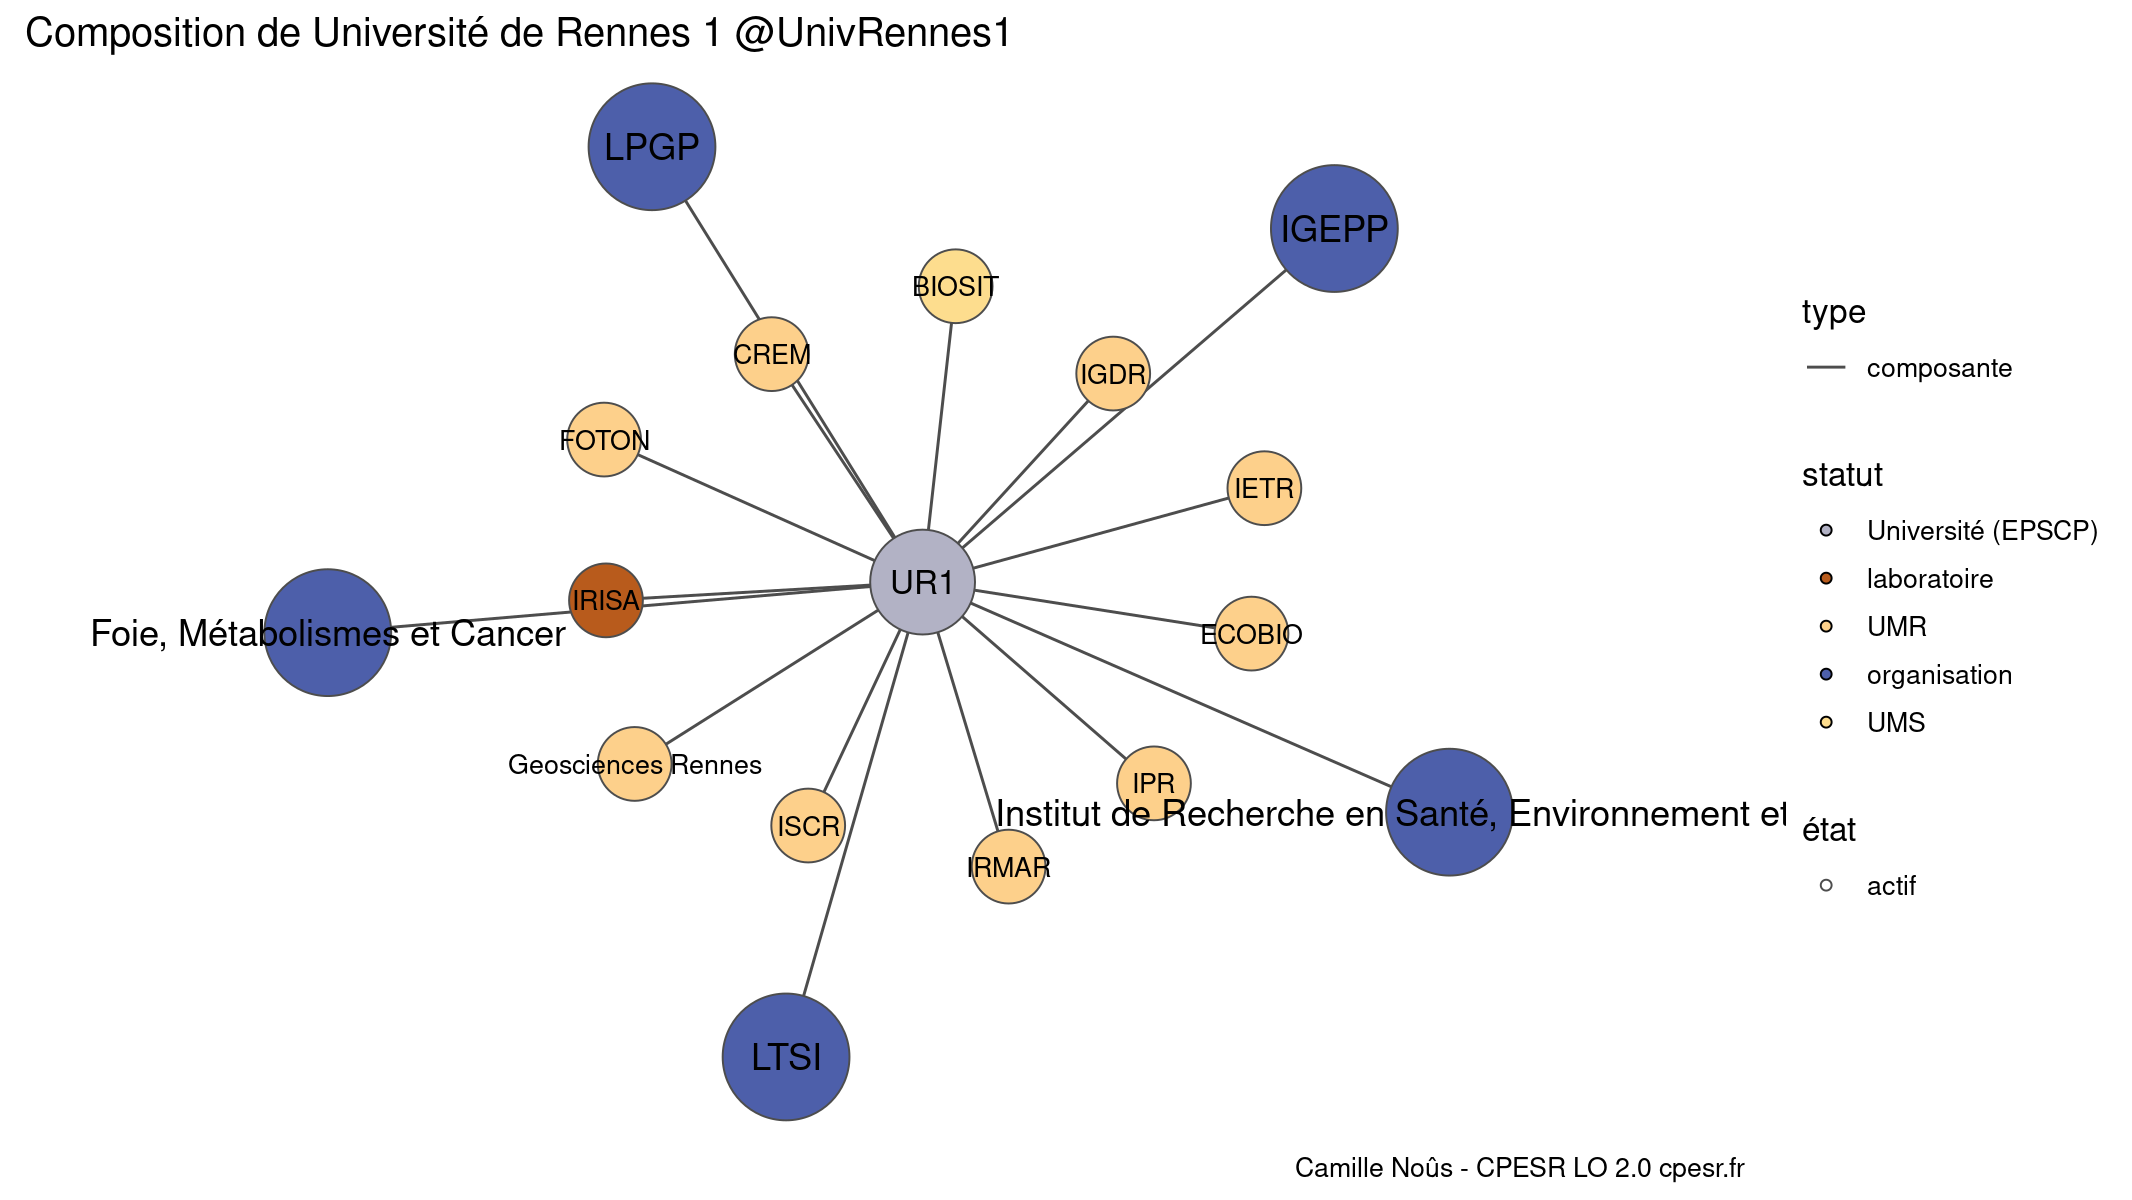 Composition de Université de Rennes 1 @UnivRennes1
LPGP
IGEPP
BIOSIT
CREM
IGDR
FOTON
IETR
UR1
IRISA
Foie, Métabolismes et Cancer
ECOBIO
Geosciences Rennes
IPR
Institut de Recherche en Santé, Environnement et
ISCR
IRMAR
LTSI
type
composante
statut
Université (EPSCP)
laboratoire
UMR
organisation
UMS
état
actif
Camille Noûs - CPESR LO 2.0 cpesr.fr